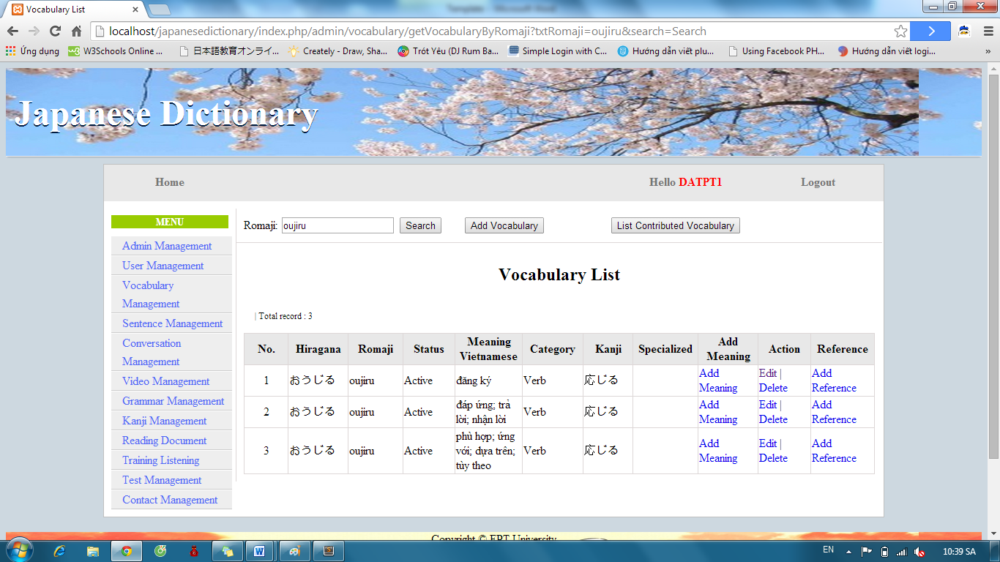 Vocabulary List
localhost/japanesedictionary/index.php/admin/vocabulary/getVocabularyByRomaji?txtRomaji=oujiru&search=Search
Ứng dụng W3Schools Online ... 日本語教育オンライ... Creately - Draw, Sha... Trót Yêu (DJ Rum Ba... Simple Login with C... Hướng dẫn viết plu... Using Facebook PH... Hướng dẫn viết logi... »
Japanese Dictionary
Home Hello DATPT1 Logout
MENU
Admin Management
User Management
Vocabulary
Management
Sentence Management
Conversation
Management
Video Management
Grammar Management
Kanji Management
Reading Document
Training Listening
Test Management
Contact Management
Romaji: oujiru Search Add Vocabulary List Contributed Vocabulary
Vocabulary List
| Total record : 3
No. Hiragana Romaji Status Meaning Vietnamese Category Kanji Specialized Add Meaning Action Reference
1 おうじる oujiru Active đăng ký Verb 応じる Add Meaning Edit | Delete Add Reference
2 おうじる oujiru Active đáp ứng; trả lời; nhận lời Verb 応じる Add Meaning Edit | Delete Add Reference
3 おうじる oujiru Active phù hợp; ứng với; dựa trên; tùy theo Verb 応じる Add Meaning Edit | Delete Add Reference
Copyright © FPT University
EN 10:39 SA